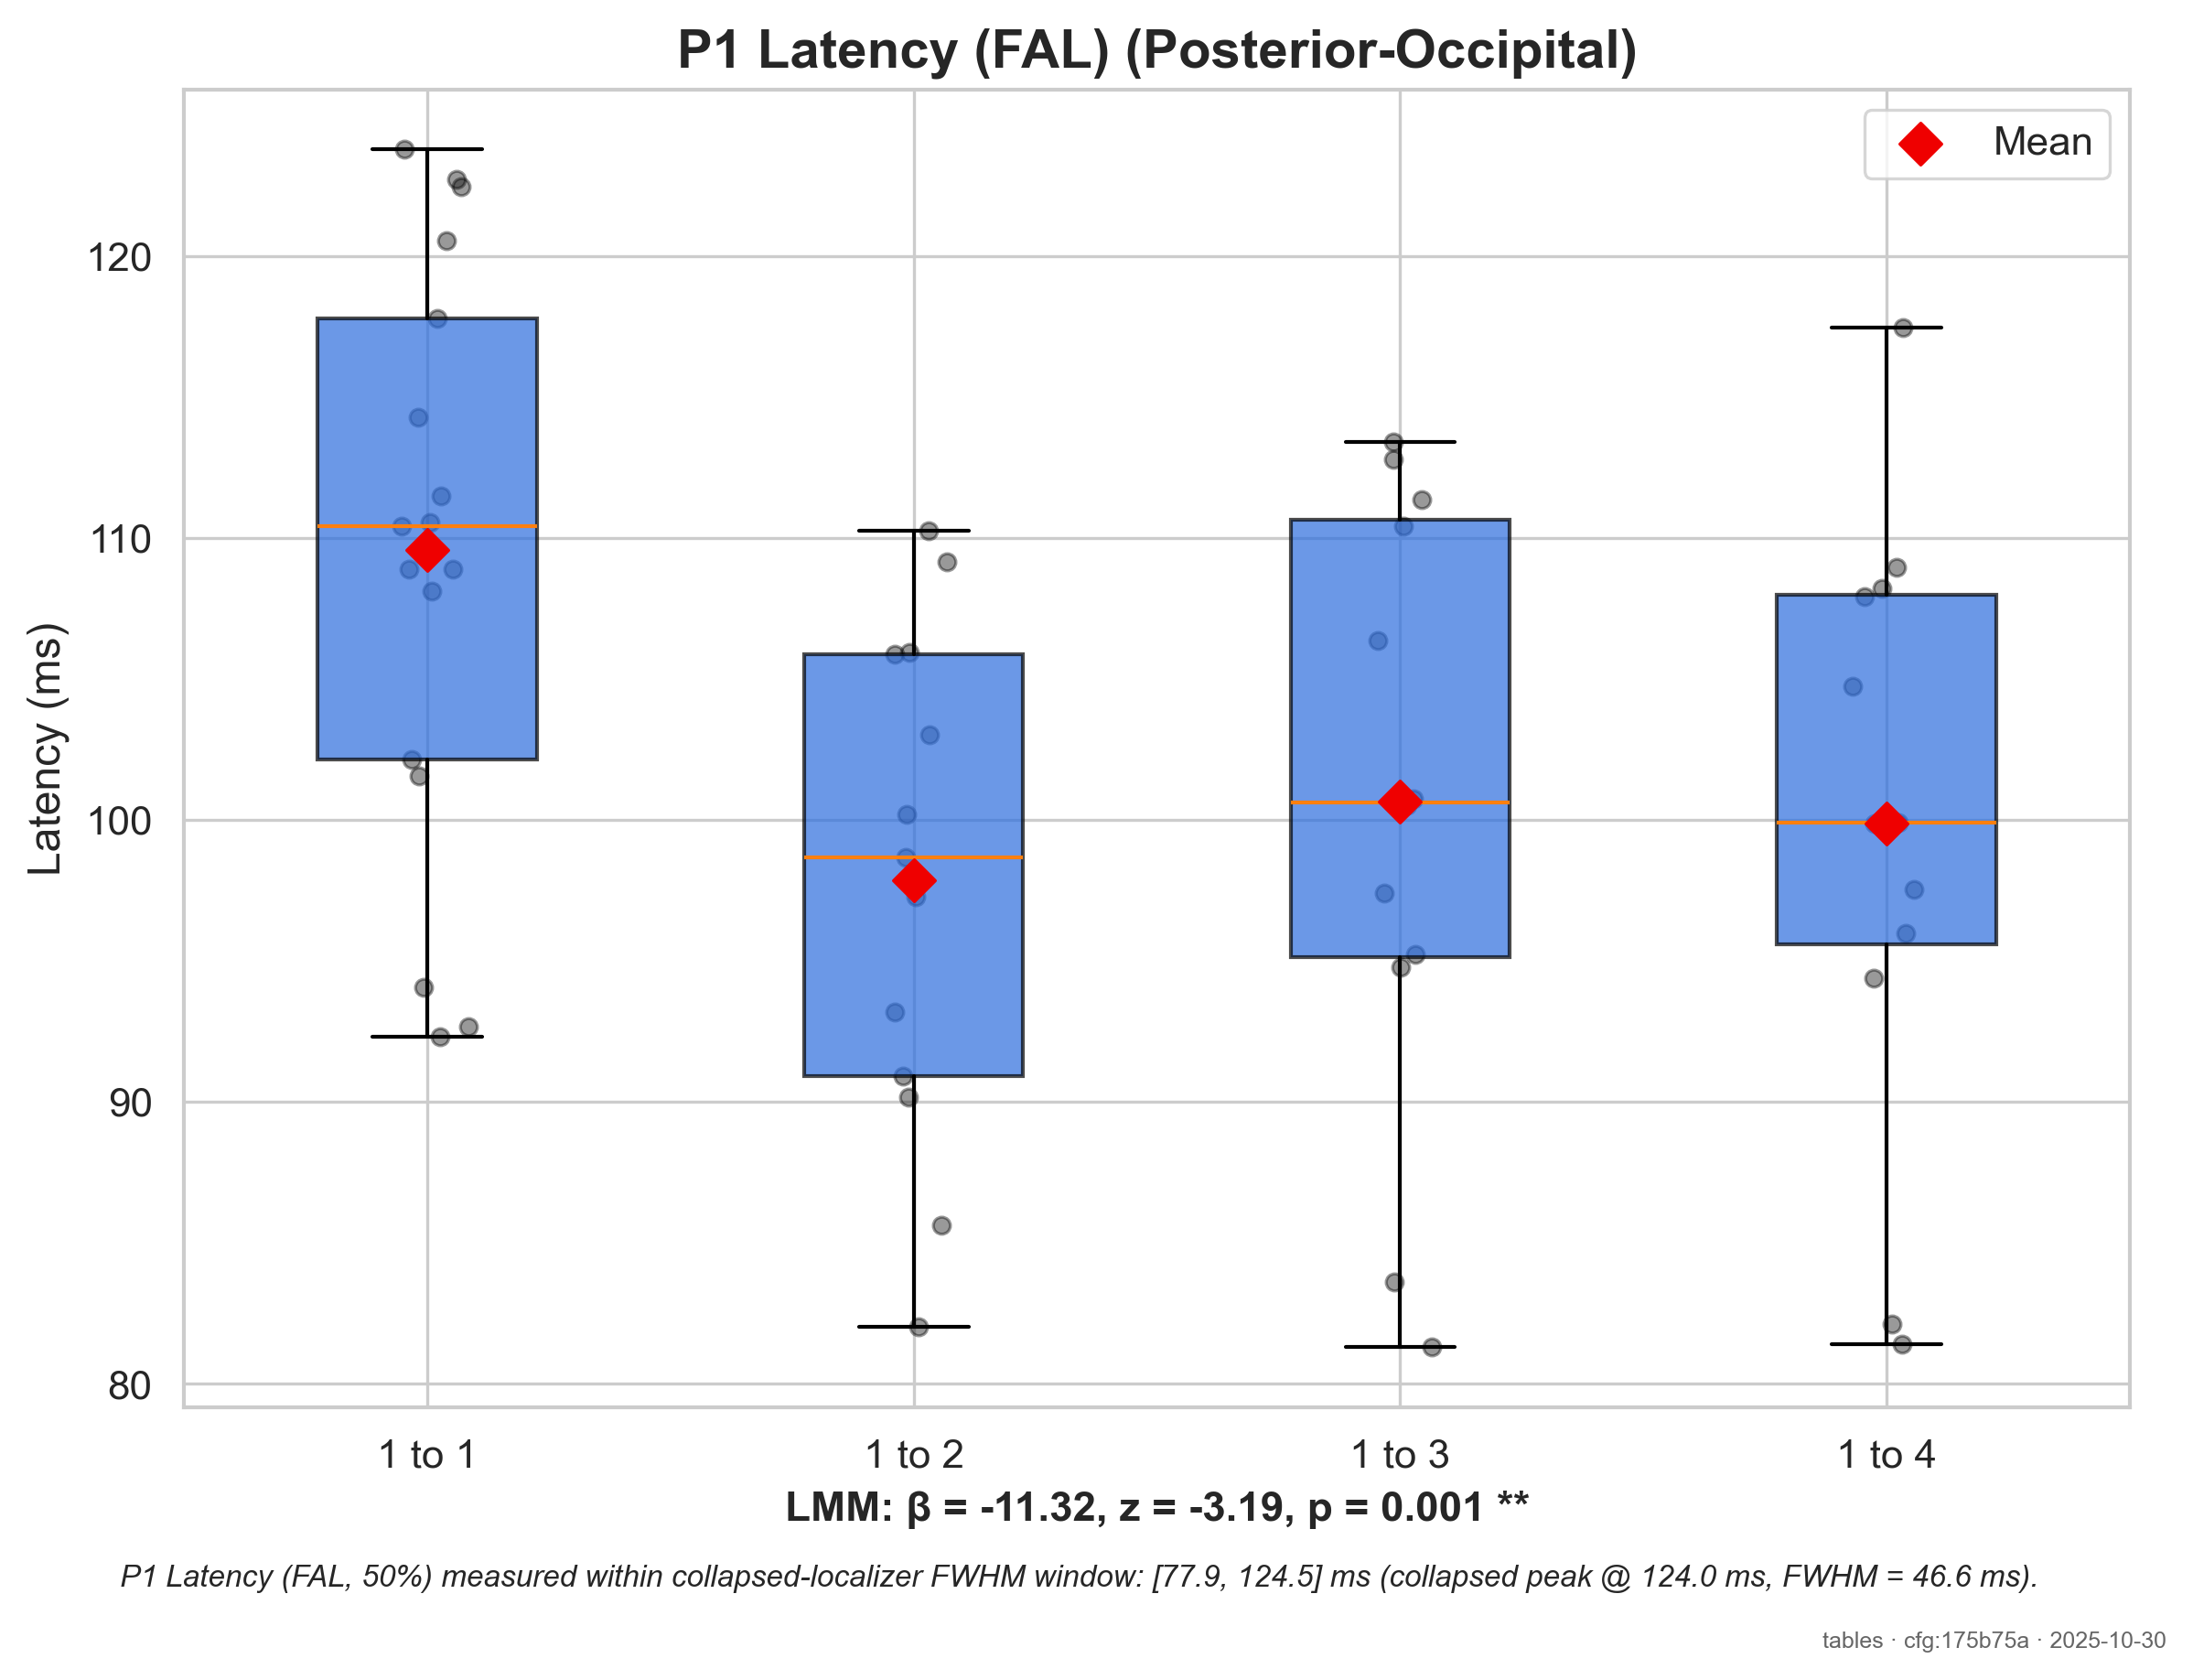 P1 Latency (FAL) (Posterior-Occipital)
Mean
Latency (ms)
120
110
100
90
80
1 to 1
1 to 2
1 to 3
1 to 4
LMM: β = -11.32, z = -3.19, p = 0.001 **
P1 Latency (FAL, 50%) measured within collapsed-localizer FWHM window: [77.9, 124.5] ms (collapsed peak @ 124.0 ms, FWHM = 46.6 ms).
tables · cfg:175b75a · 2025-10-30